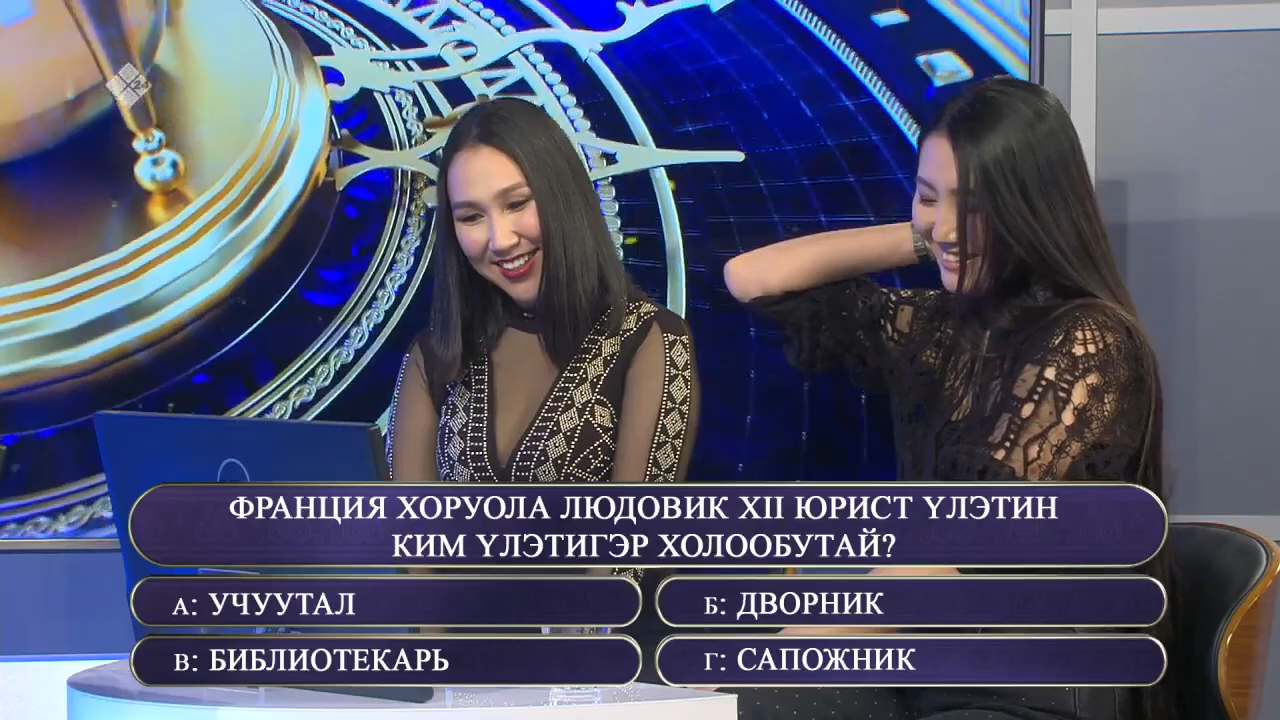 ФРАНЦИЯ ХОРУОЛА ЛЮДОВИК XII ЮРИСТ ҮЛЭТИН
КИМ ҮЛЭТИГЭР ХОЛООБУТАЙ?
А: УЧУУТАЛ
Б: ДВОРНИК
В: БИБЛИОТЕКАРЬ
Г: САПОЖНИК